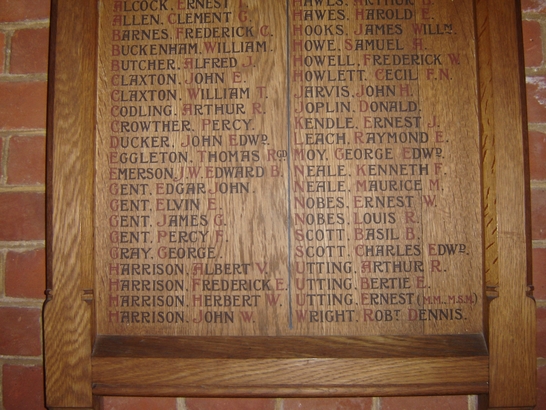 ALCOCK. ERNEST L.
ALLEN. CLEMENT G.
BARNES. FREDERICK C.
BUCKENHAM. WILLIAM.
BUTCHER. ALFRED J.
CLAXTON. JOHN E.
CLAXTON. WILLIAM T.
CODLING. ARTHUR R.
CROWTHER. PERCY.
DUCKER. JOHN EDWD.
EGGLETON. THOMAS RGD
EMERSON. J.W. EDWARD B.
GENT. EDGAR JOHN.
GENT. ELVIN E.
GENT. JAMES G.
GENT. PERCY F.
GRAY. GEORGE.
HARRISON. ALBERT V.
HARRISON. FREDERICK E.
HARRISON. HERBERT W.
HARRISON. JOHN W.
HAWES. ARTHUR
HAWES. HAROLD E.
HOOKS. JAMES WILLM.
HOWE. SAMUEL A.
HOWELL. FREDERICK W.
HOWLETT. CECIL F.N.
JARVIS. JOHN H.
JOPLIN. DONALD.
KENDLE. ERNEST J.
LEACH. RAYMOND E.
MOY. GEORGE EDWD.
NEALE. KENNETH F.
NEALE. MAURICE M.
NOBES. ERNEST W.
NOBES. LOUIS R.
SCOTT. BASIL B.
SCOTT. CHARLES EDWD.
UTTING. ARTHUR R.
UTTING. BERTIE E.
UTTING. ERNEST (M.M., M.S.M)
WRIGHT. ROBT. DENNIS.